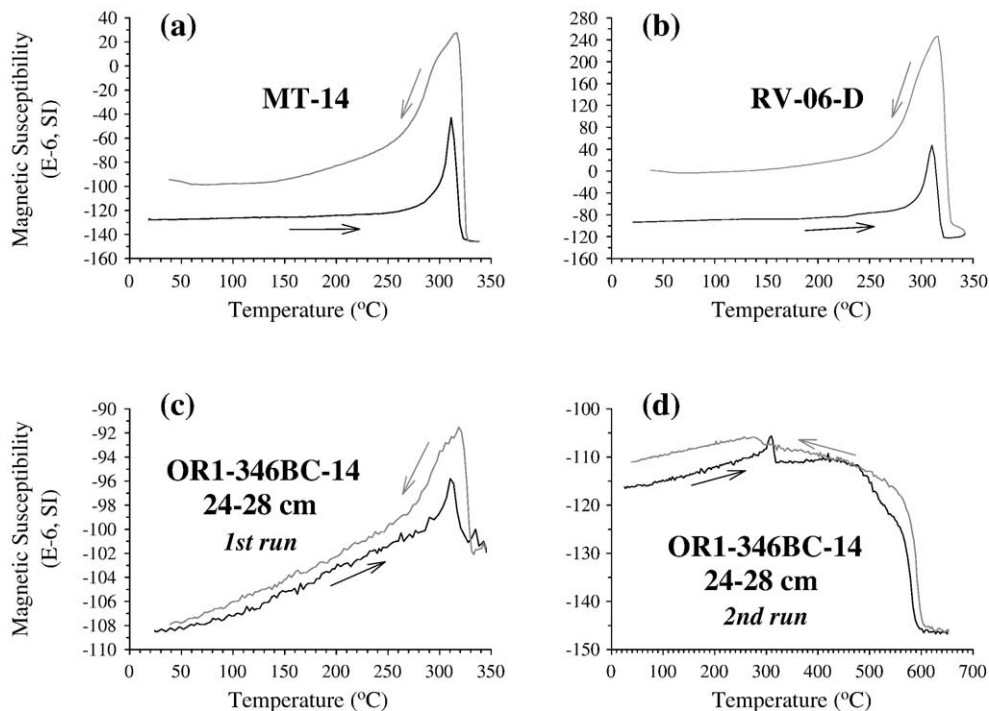 (a)
MT-14
Magnetic Susceptibility
(E-6, SI)
40
20
0
-20
-40
-60
-80
-100
-120
-140
-160
0 50 100 150 200 250 300 350
Temperature (ºC)
(b)
RV-06-D
280
240
200
160
120
80
40
0
-40
-80
-120
-160
0 50 100 150 200 250 300 350
Temperature (ºC)
(c)
OR1-346BC-14
24-28 cm
1st run
Magnetic Susceptibility
(E-6, SI)
-90
-92
-94
-96
-98
-100
-102
-104
-106
-108
-110
0 50 100 150 200 250 300 350
Temperature (ºC)
(d)
OR1-346BC-14
24-28 cm
2nd run
-100
-110
-120
-130
-140
-150
0 100 200 300 400 500 600 700
Temperature (ºC)